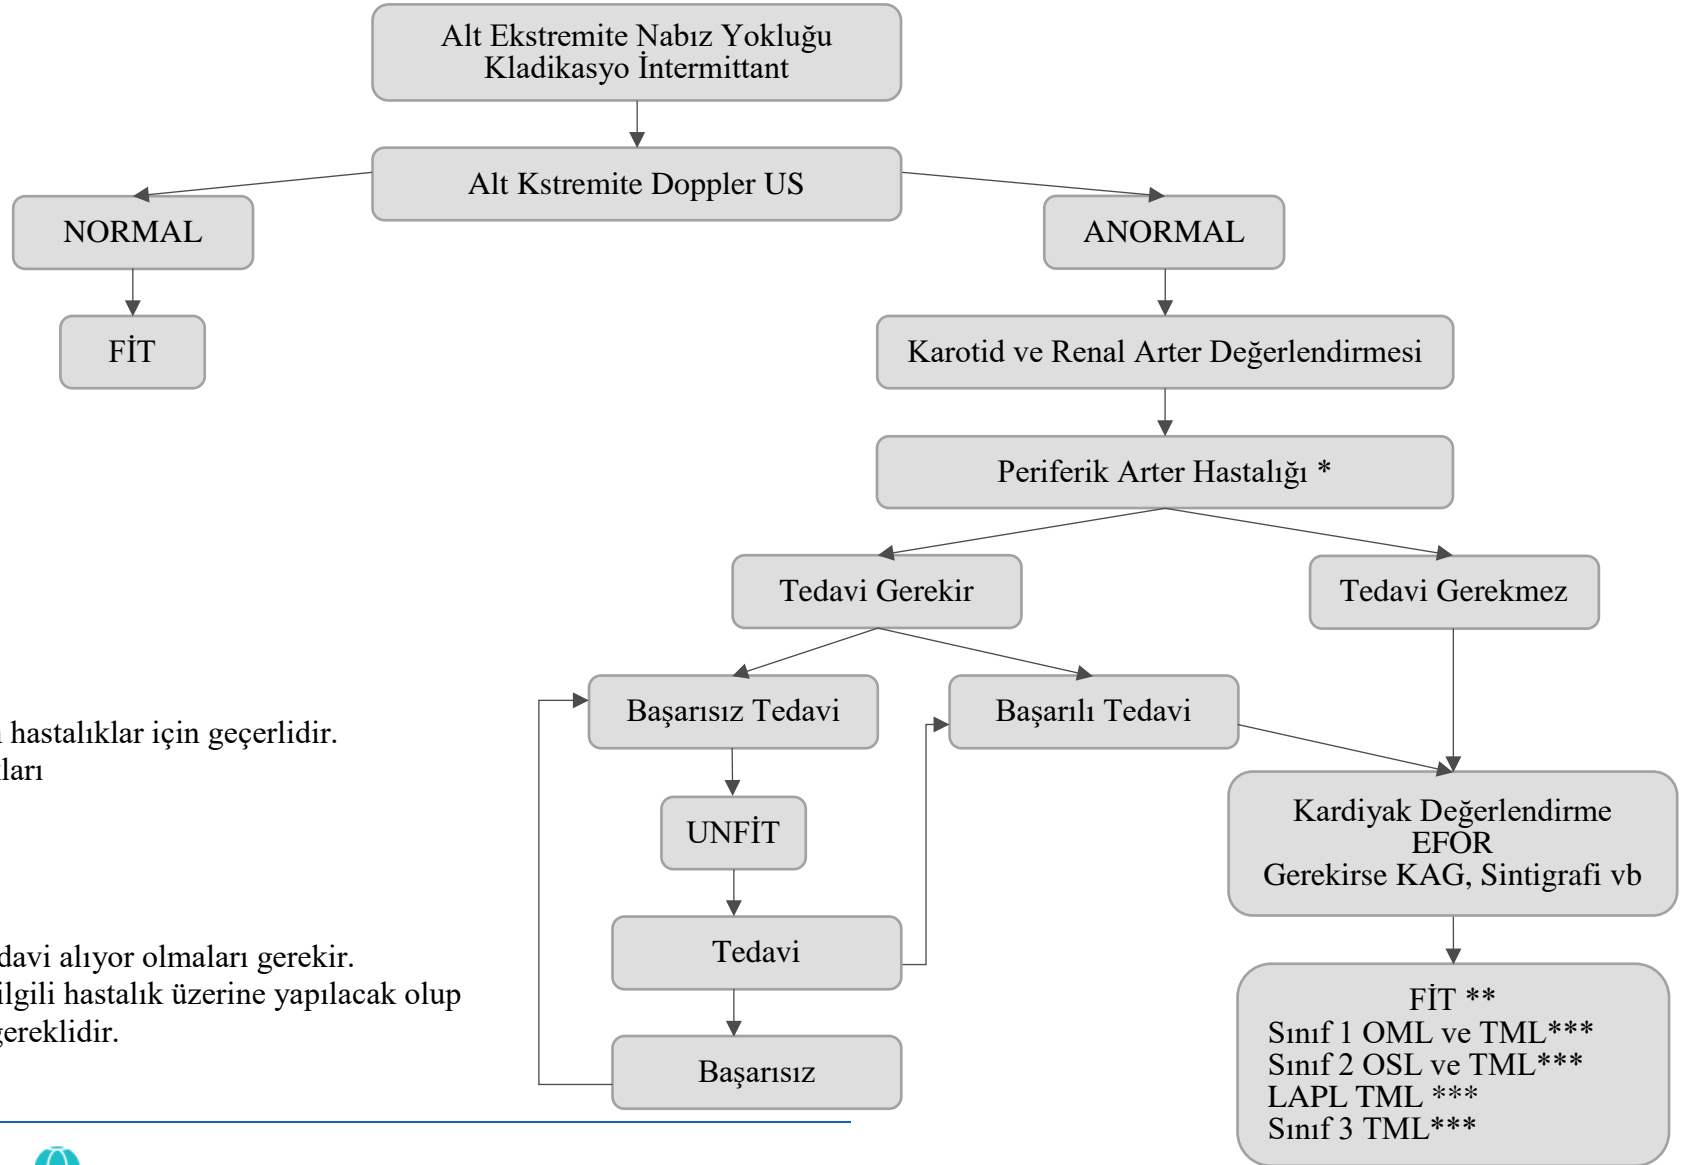 Alt Ekstremite Nabız Yokluğu
Kladikasyo İntermittant
Alt Kstremite Doppler US
NORMAL
ANORMAL
FİT
Karotid ve Renal Arter Değerlendirmesi
Periferik Arter Hastalığı *
Tedavi Gerekir
Tedavi Gerekmez
Başarısız Tedavi
Başarılı Tedavi
hastalıklar için geçerlidir.
ları
UNFİT
Kardiyak Değerlendirme
EFOR
Gerekirse KAG, Sintigrafi vb
Tedavi
davi alıyor olmaları gerekir.
ilgili hastalık üzerine yapılacak olup
gereklidir.
Başarısız
FİT **
Sınıf 1 OML ve TML***
Sınıf 2 OSL ve TML***
LAPL TML ***
Sınıf 3 TML***